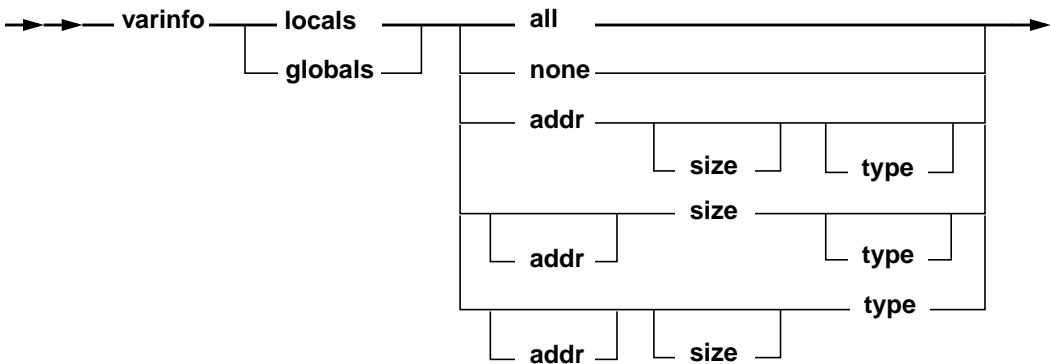 varinfo locals all
globals none
addr
size type
size
addr type
type
addr size